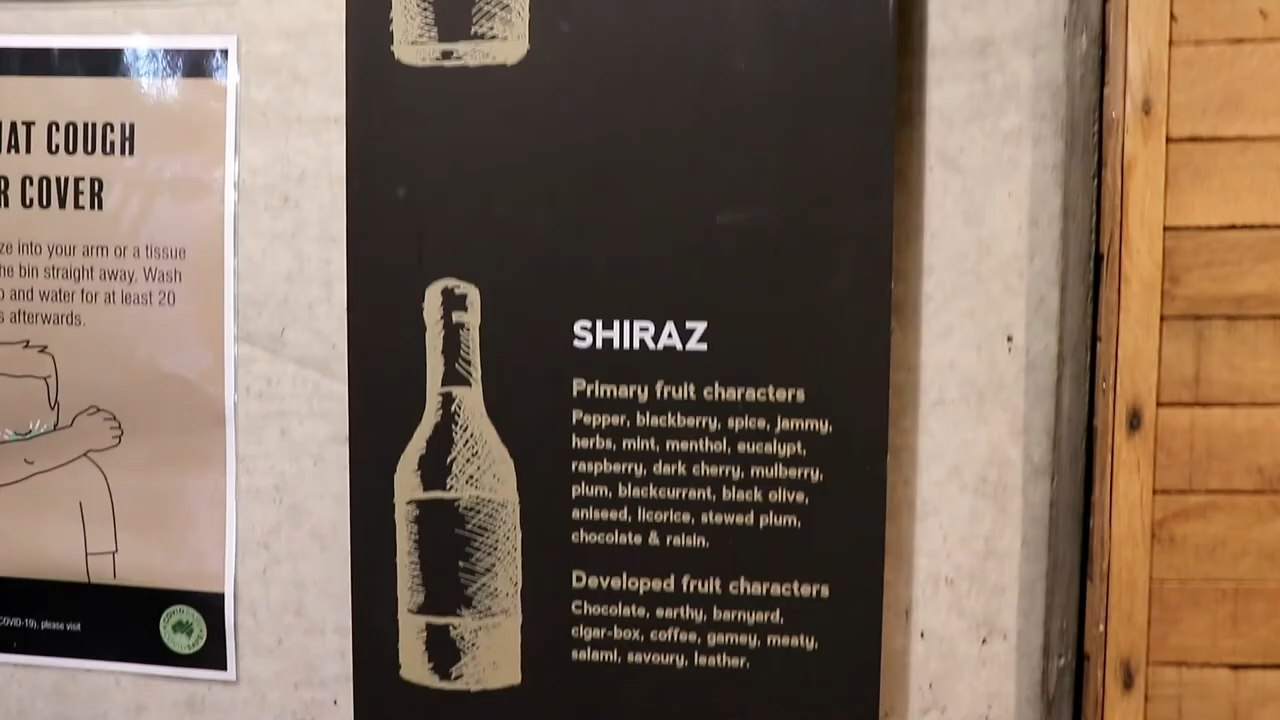 AT COUGH
R COVER
ze into your arm or a tissue
he bin straight away. Wash
and water for at least 20
s afterwards.
COVID-19), please visit
COVID
SAFE
SHIRAZ
Primary fruit characters
Pepper, blackberry, spice, jammy,
herbs, mint, menthol, eucalypt,
raspberry, dark cherry, mulberry,
plum, blackcurrant, black olive,
aniseed, licorice, stewed plum,
chocolate & raisin.
Developed fruit characters
Chocolate, earthy, barnyard,
cigar-box, coffee, gamey, meaty,
salami, savoury, leather.